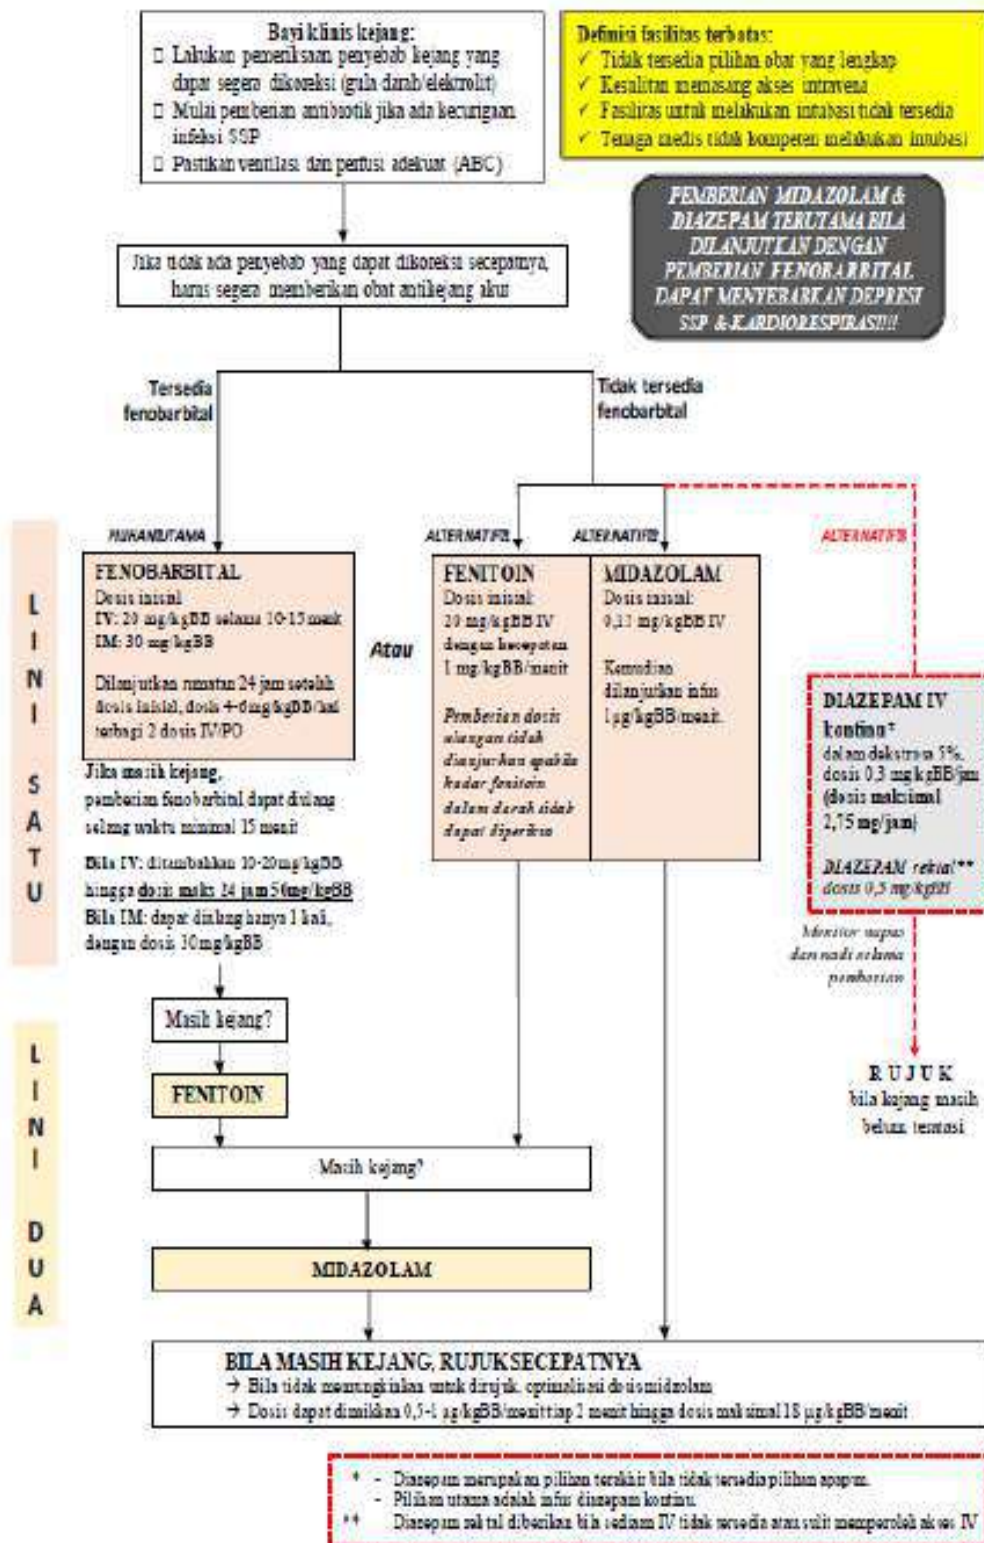 Bayi klinis kejang:
□ Lakukan pemeriksaan penyebab kejang yang
dapat segera dikoreksi (gula darah/elektrolit)
□ Mulai pemberian antibiotik jika ada kecurigaan
infeksi SSP
□ Pastikan ventilasi dan perfusi adekuat (ABC)
Definisi fasilitas terbatas:
✓ Tidak tersedia pilihan obat yang lengkap
✓ Kesulitan memasang akses intravena
✓ Fasilitas untuk melakukan intubasi tidak tersedia
✓ Tenaga medis tidak kompeten melakukan intubasi
PEMBERIAN MIDAZOLAM &
DIAZEPAM TERUTAMA BILA
DILANJUTKAN DENGAN
PEMBERIAN FENOBARBITAL
DAPAT MENYEBABKAN DEPRESI
SSP & KARDIORESPIRASI!!!
Jika tidak ada penyebab yang dapat dikoreksi secepatnya,
harus segera memberikan obat antikejang akut
Tersedia
fenobarbital
Tidak tersedia
fenobarbital
LINI SATU
FENOBARBITAL
Dosis inisial
IV: 20 mg/kgBB selama 10-15 menit
IM: 30 mg/kgBB
Dilanjutkan rumatan 24 jam setelah
dosis inisial, dosis 4-6mg/kgBB/hari
terbagi 2 dosis IV/PO
Jika masih kejang,
pemberian fenobarbital dapat diulang
selang waktu minimal 15 menit
Bila IV: ditambahkan 10-20mg/kgBB
hingga dosis maks 24 jam 50mg/kgBB
Bila IM: dapat diulang hanya 1 kali,
dengan dosis 10mg/kgBB
Atau
ALTERNATIF
FENITOIN
Dosis inisial:
20 mg/kgBB IV
dengan kecepatan
1 mg/kgBB/menit
Pemberian dosis
ulangan tidak
dianjurkan apabila
kadar fenitoin
dalam darah tidak
dapat diperiksa
ALTERNATIF
MIDAZOLAM
Dosis inisial:
mg/kgBB IV
Kemudian
dilanjutkan infus
1µg/kgBB/menit.
ALTERNATIF
DIAZEPAM IV
kontinu*
dalam dekstrosa 5%,
dosis 0,3 mg/kgBB/jam
(dosis maksimal
2,75 mg/jam)
DIAZEPAM rektal**
dosis 0,5 mg/kgBB
Monitor napas
dan nadi selama
pemberian
RUJUK
bila kejang masih
belum teratasi
LINI DUA
Masih kejang?
FENITOIN
Masih kejang?
MIDAZOLAM
BILA MASIH KEJANG, RUJUK SECEPATNYA
→ Bila tidak memungkinkan untuk dirujuk, optimalisasi dosis midazolam
→ Dosis dapat dinaikkan 0,5-1 µg/kgBB/menit tiap 2 menit hingga dosis maksimal 18 µg/kgBB/menit
* - Diazepam merupakan pilihan terakhir bila tidak tersedia pilihan apapun.
- Pilihan utama adalah infus diazepam kontinu.
** Diazepam rektal diberikan bila sediaan IV tidak tersedia atau sulit memperoleh akses IV